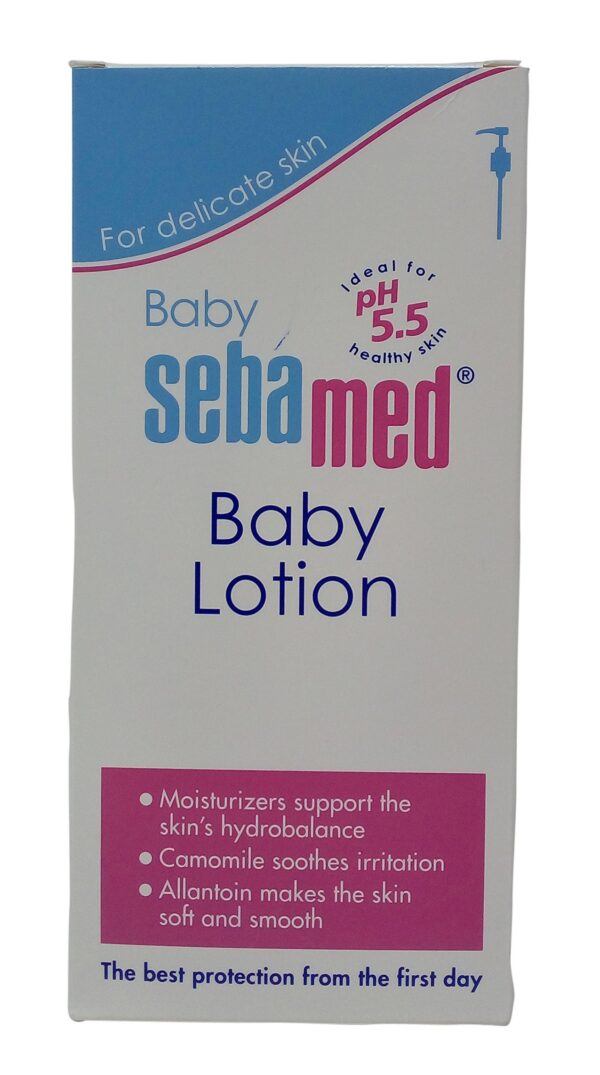 For delicate skin
Baby
Ideal for
pH
5.5
healthy skin
sebamed®
Baby
Lotion
• Moisturizers support the
skin's hydrobalance
• Camomile soothes irritation
• Allantoin makes the skin
soft and smooth
The best protection from the first day